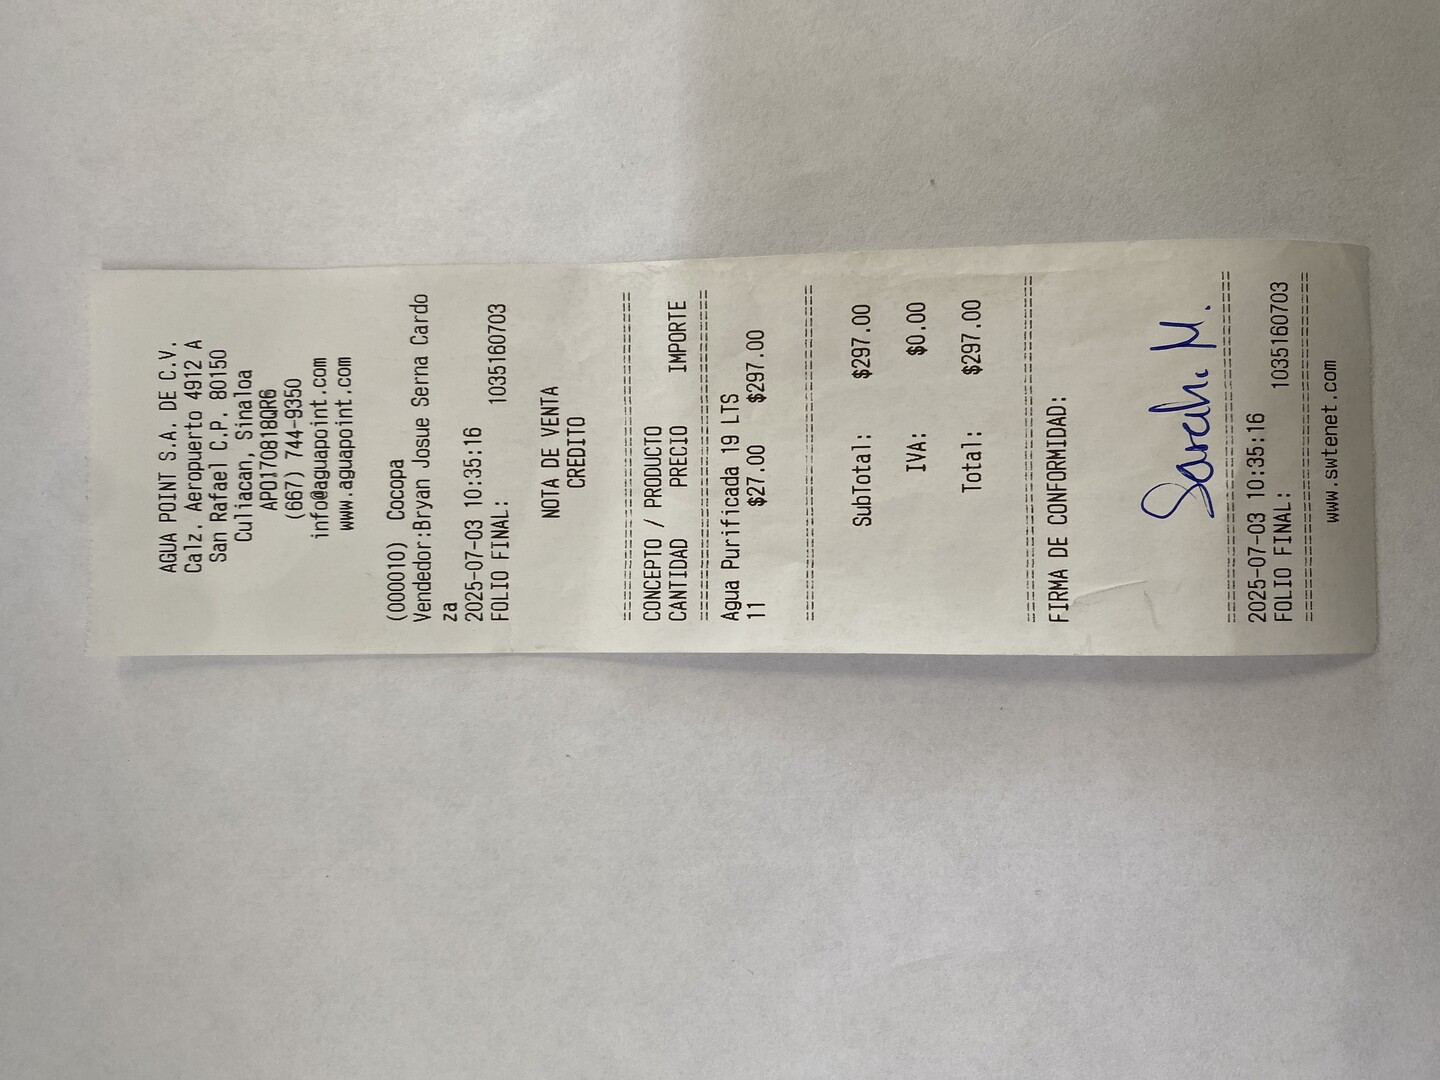 AGUA POINT S.A. DE C.V.
Calz. Aeropuerto 4912 A
San Rafael C.P. 80150
Culiacan, Sinaloa
APO170818QR6
(667) 744-9350
info@aguapoint.com
www.aguapoint.com
(000010) Cocopa
Vendedor:Bryan Josue Serna Cardo
za
2025-07-03 10:35:16
FOLIO FINAL: 1035160703
NOTA DE VENTA
CREDITO
================================
CONCEPTO / PRODUCTO
CANTIDAD PRECIO IMPORTE
================================
Agua Purificada 19 LTS
11 $27.00 $297.00
================================
SubTotal: $297.00
IVA: $0.00
Total: $297.00
================================
FIRMA DE CONFORMIDAD:
Sarah. M.
================================
2025-07-03 10:35:16
FOLIO FINAL: 1035160703
================================
www.swtenet.com